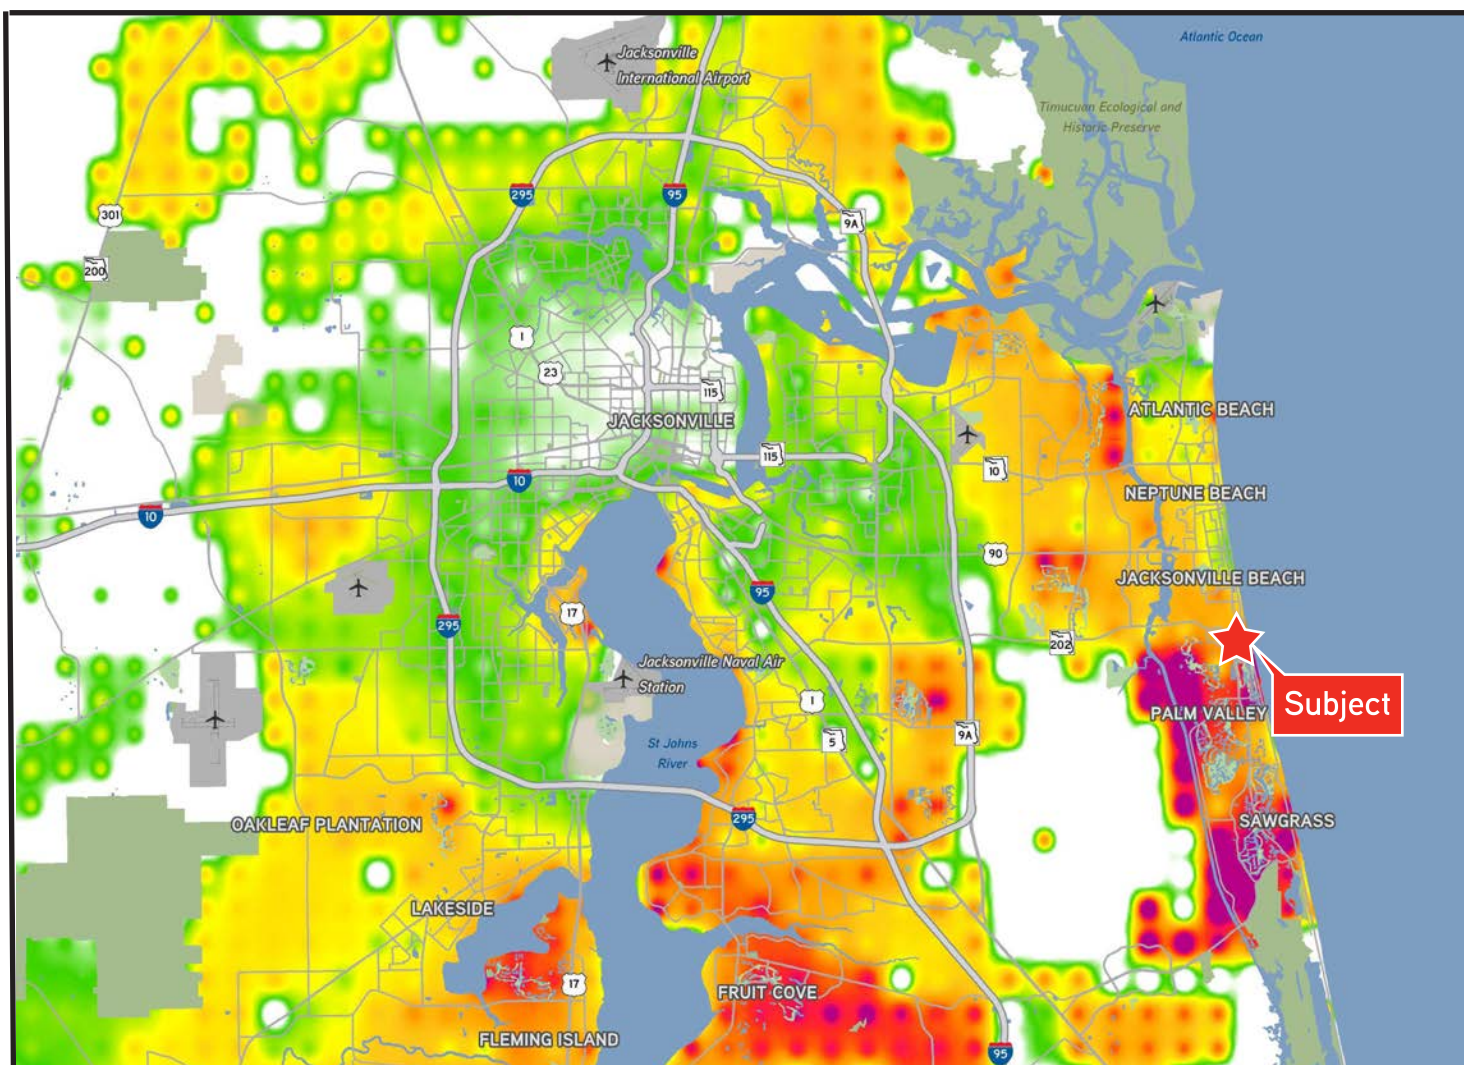 Atlantic Ocean
Jacksonville
International Airport
Timucuan Ecological and
Historic Preserve
295
95
301
9A
200
1
23
115
JACKSONVILLE
ATLANTIC BEACH
115
10
10
10
NEPTUNE BEACH
90
JACKSONVILLE BEACH
95
17
295
202
Jacksonville Naval Air
Station
Subject
1
PALM VALLEY
5
9A
St Johns
River
295
SAWGRASS
OAKLEAF PLANTATION
LAKESIDE
17
FRUIT COVE
FLEMING ISLAND
95